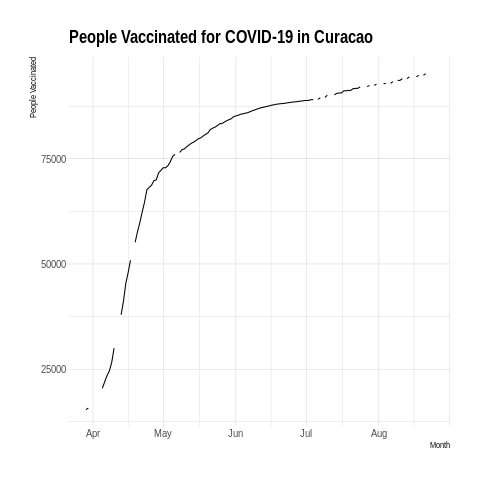 People Vaccinated for COVID-19 in Curacao
People Vaccinated
75000
50000
25000
Apr May Jun Jul Aug
Month